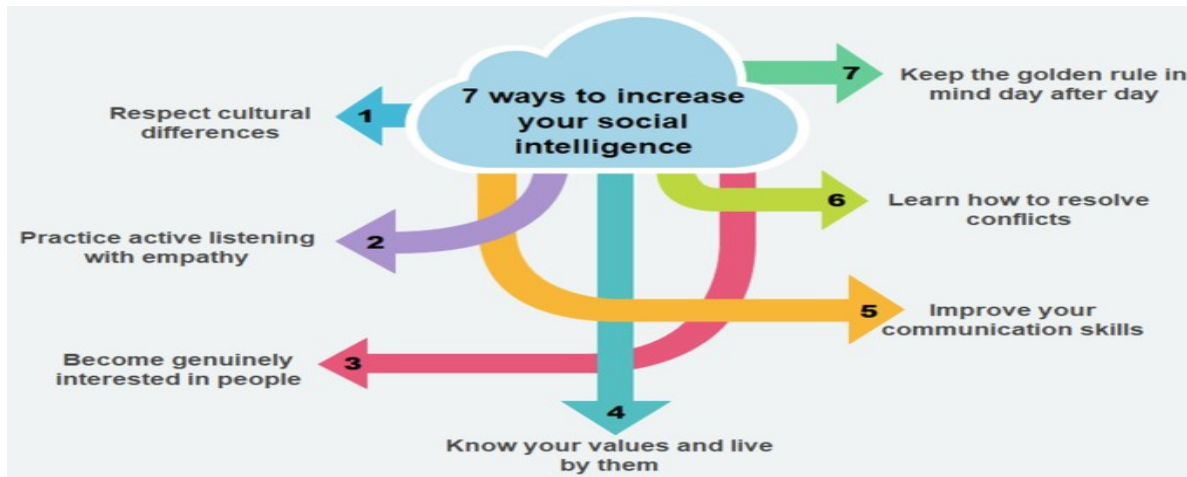 7 ways to increase
your social
intelligence
1
Respect cultural
differences
2
Practice active listening
with empathy
3
Become genuinely
interested in people
4
Know your values and live
by them
5
Improve your
communication skills
6
Learn how to resolve
conflicts
7
Keep the golden rule in
mind day after day